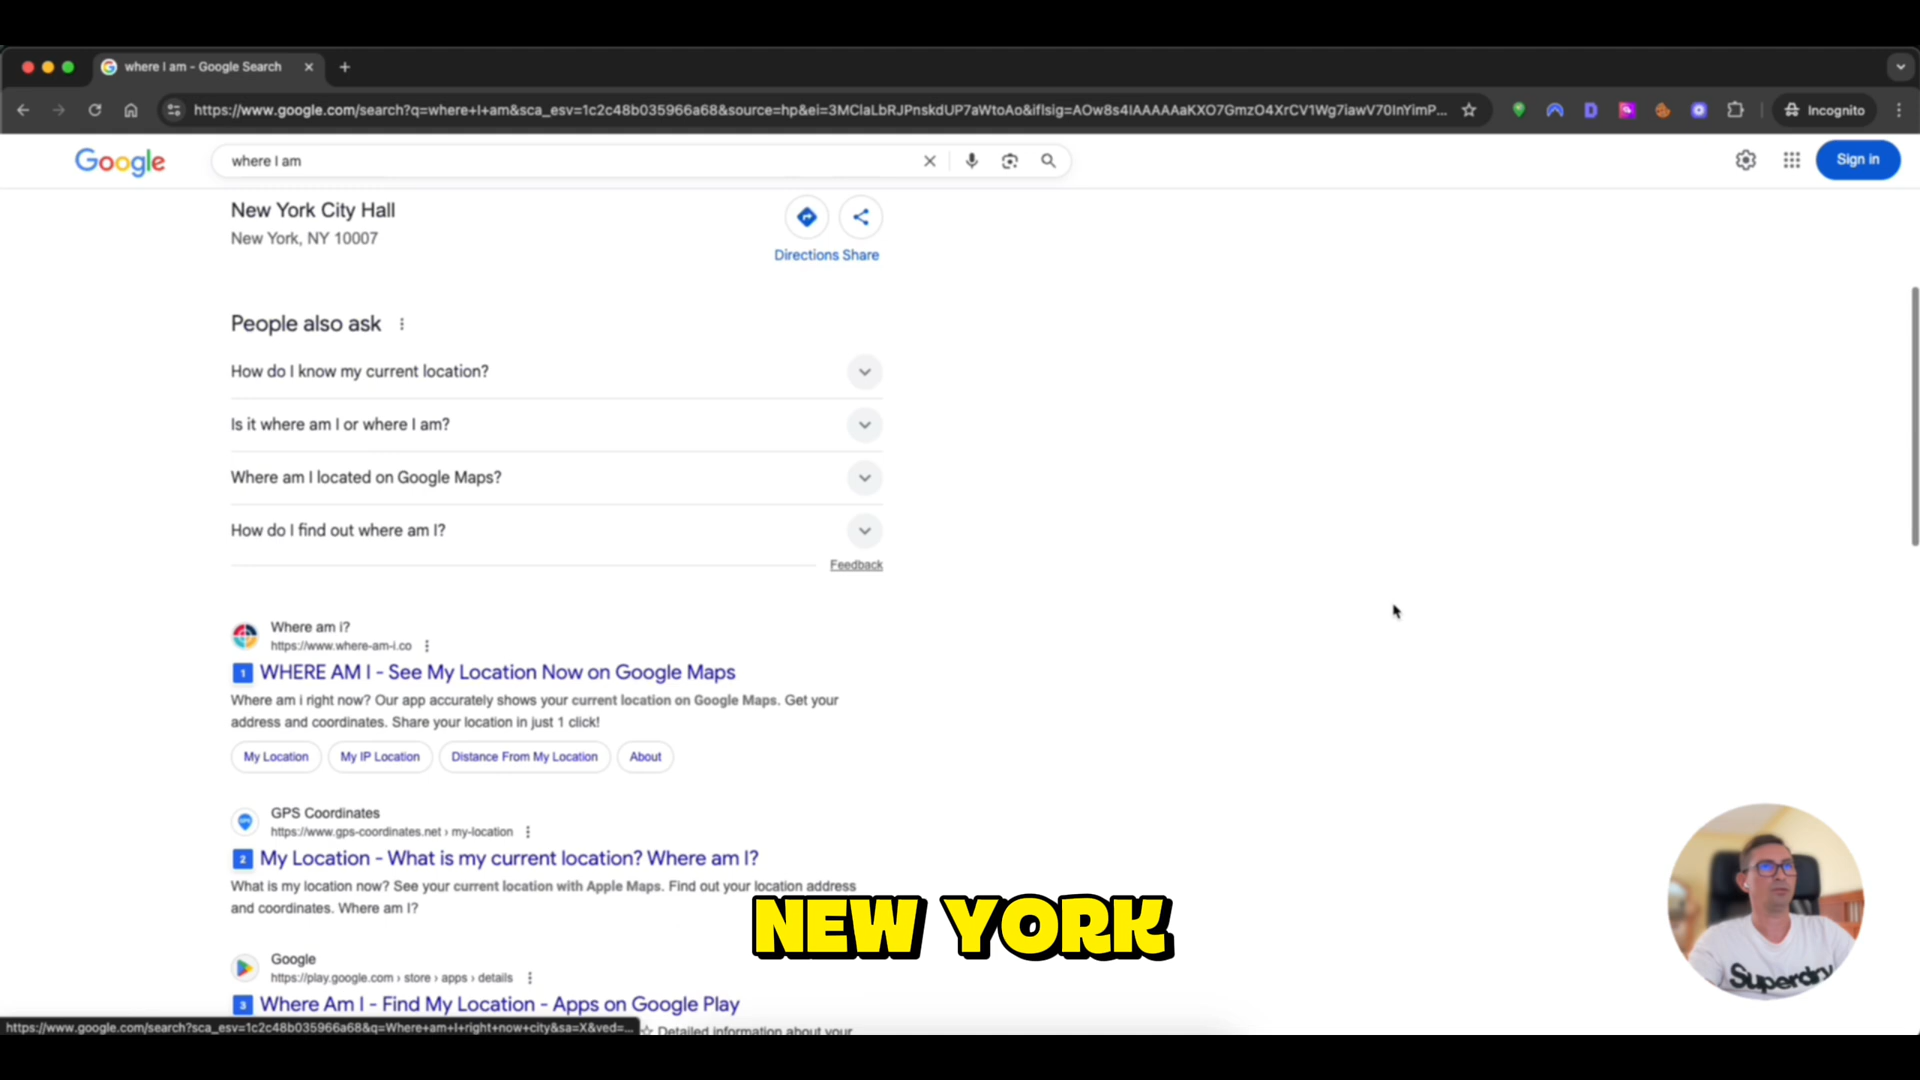 where I am - Google Search
https://www.google.com/search?q=where+I+am&sca_esv=1c2c48b035966a68&source=hp&ei=3MClaLbRJPnskdUP7aWtoAo&iflsig=AOw8s4IAAAAAaKXO7GmzO4XrCV1Wg7iawV70InYimP...
Incognito
Google
where I am
Sign in
New York City Hall
New York, NY 10007
Directions Share
People also ask
How do I know my current location?
Is it where am I or where I am?
Where am I located on Google Maps?
How do I find out where am I?
Feedback
Where am i?
https://www.where-am-i.co
1 WHERE AM I - See My Location Now on Google Maps
Where am i right now? Our app accurately shows your current location on Google Maps. Get your
address and coordinates. Share your location in just 1 click!
My Location My IP Location Distance From My Location About
GPS Coordinates
https://www.gps-coordinates.net › my-location
2 My Location - What is my current location? Where am I?
What is my location now? See your current location with Apple Maps. Find out your location address
and coordinates. Where am I?
NEW YORK
Google
https://play.google.com › store › apps › details
3 Where Am I - Find My Location - Apps on Google Play
Detailed information about your
https://www.google.com/search?sca_esv=1c2c48b035966a68&q=Where+am+I+right+now+city&sa=X&ved=...
Superdry